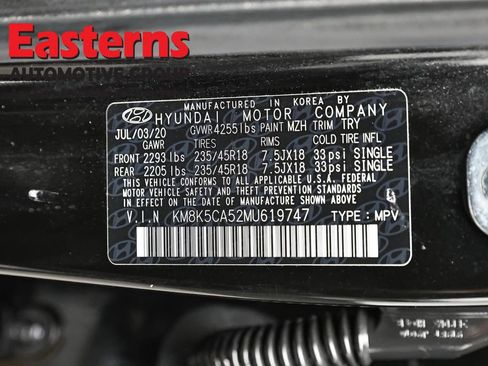 Easterns
AUTOMOTIVE GROUP
MANUFACTURED IN KOREA BY
HYUNDAI MOTOR COMPANY
JUL/03/20 GVWR 4255lbs PAINT MZH TRIM TRY
GAWR TIRES RIMS COLD TIRE INFL
FRONT 2293 lbs 235/45R18 7.5JX18 33psi SINGLE
REAR 2205 lbs 235/45R18 7.5JX18 33psi SINGLE
THIS VEHICLE CONFORMS TO ALL APPLICABLE U.S.A. FEDERAL
MOTOR VEHICLE SAFETY, BUMPER, AND THEFT PREVENTION STANDARDS
IN EFFECT ON THE DATE OF MANUFACTURE SHOWN ABOVE.
V.I.N KM8K5CA52MU619747 TYPE: MPV